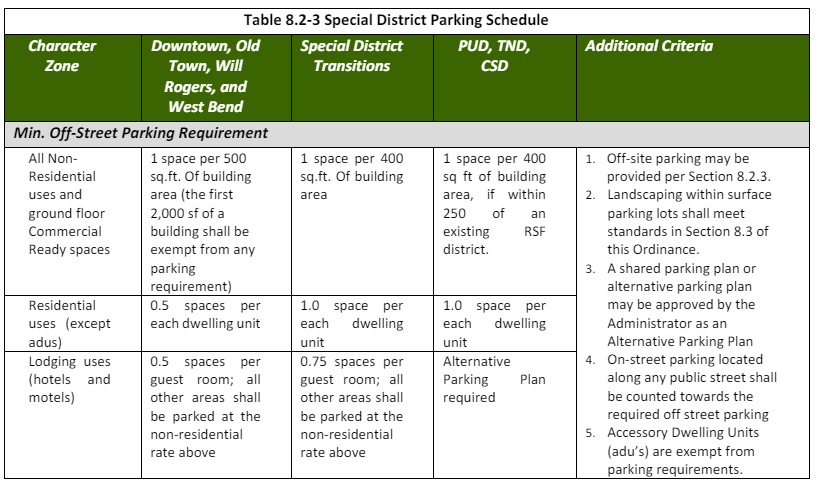 Table 8.2-3 Special District Parking Schedule
Character
Zone
Downtown, Old
Town, Will
Rogers, and
West Bend
Special District
Transitions
PUD, TND,
CSD
Additional Criteria
Min. Off-Street Parking Requirement
All Non-
Residential
uses and
ground floor
Commercial
Ready spaces
1 space per 500
sq.ft. Of building
area (the first
2,000 sf of a
building shall be
exempt from any
parking
requirement)
1 space per 400
sq.ft. Of building
area
1 space per 400
sq ft of building
area, if within
250 of an
existing RSF
district.
1. Off-site parking may be
provided per Section 8.2.3.
2. Landscaping within surface
parking lots shall meet
standards in Section 8.3 of
this Ordinance.
3. A shared parking plan or
alternative parking plan
may be approved by the
Administrator as an
Alternative Parking Plan
4. On-street parking located
along any public street shall
be counted towards the
required off street parking
5. Accessory Dwelling Units
(adu's) are exempt from
parking requirements.
Residential
uses (except
adus)
0.5 spaces per
each dwelling unit
1.0 space per
each dwelling
unit
1.0 space per
each dwelling
unit
Lodging uses
(hotels and
motels)
0.5 spaces per
guest room; all
other areas shall
be parked at the
non-residential
rate above
0.75 spaces per
guest room; all
other areas shall
be parked at the
non-residential
rate above
Alternative
Parking Plan
required